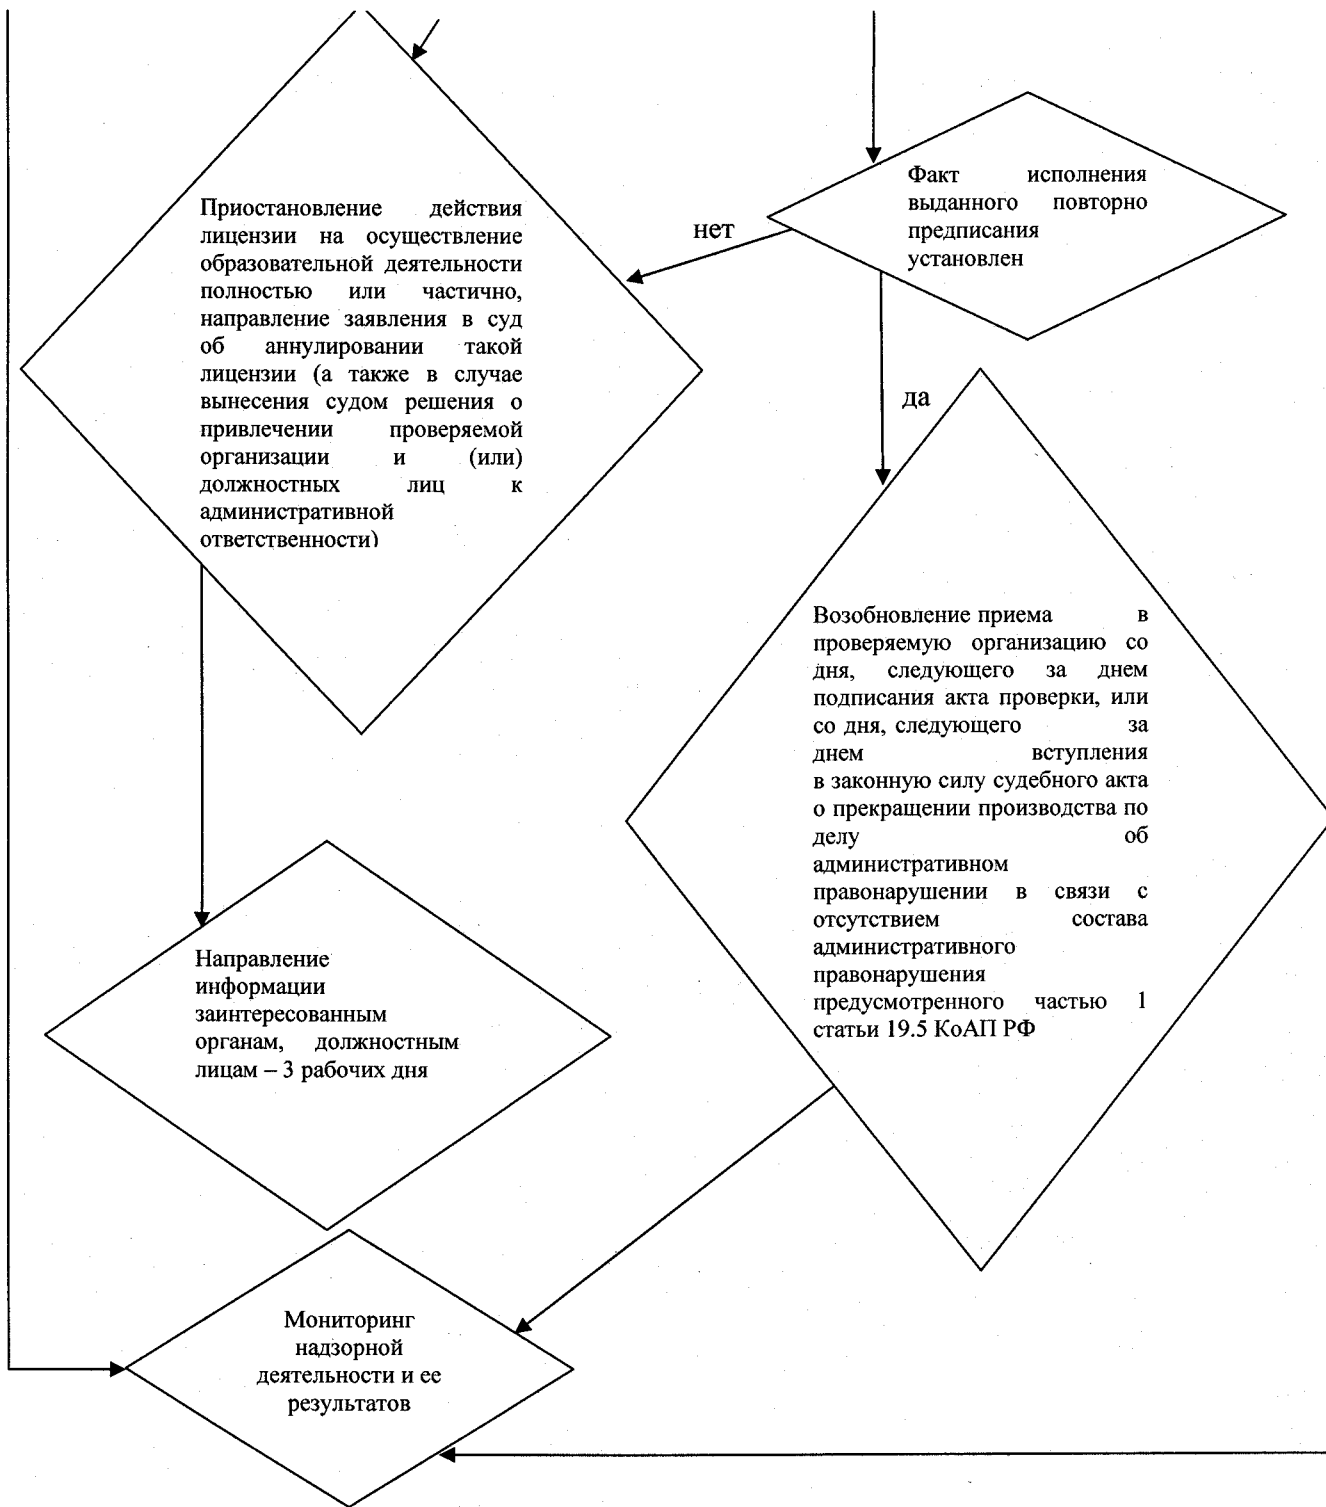 Факт исполнения
выданного повторно
предписания
установлен
нет
Приостановление действия
лицензии на осуществление
образовательной деятельности
полностью или частично,
направление заявления в суд
об аннулировании такой
лицензии (а также в случае
вынесения судом решения о
привлечении проверяемой
организации и (или)
должностных лиц к
административной
ответственности)
да
Возобновление приема в
проверяемую организацию со
дня, следующего за днем
подписания акта проверки, или
со дня, следующего за
днем вступления
в законную силу судебного акта
о прекращении производства по
делу об
административном
правонарушении в связи с
отсутствием состава
административного
правонарушения
предусмотренного частью 1
статьи 19.5 КоАП РФ
Направление
информации
заинтересованным
органам, должностным
лицам – 3 рабочих дня
Мониторинг
надзорной
деятельности и ее
результатов